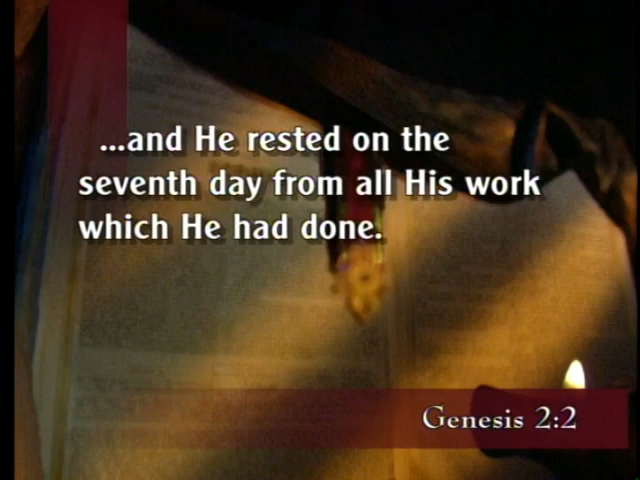 ...and He rested on the
seventh day from all His work
which He had done.
Genesis 2:2